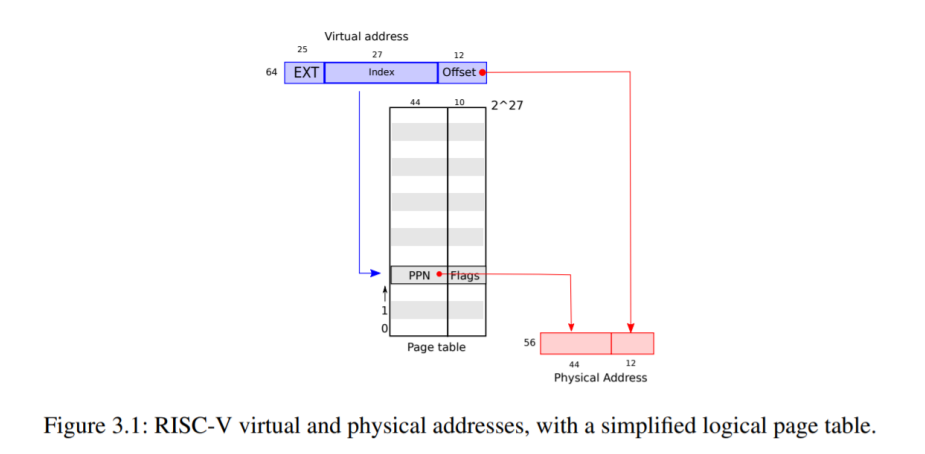 Virtual address
25 27 12
64 EXT Index Offset
44 10 2^27
PPN Flags
1
0
Page table
56
44 12
Physical Address
Figure 3.1: RISC-V virtual and physical addresses, with a simplified logical page table.